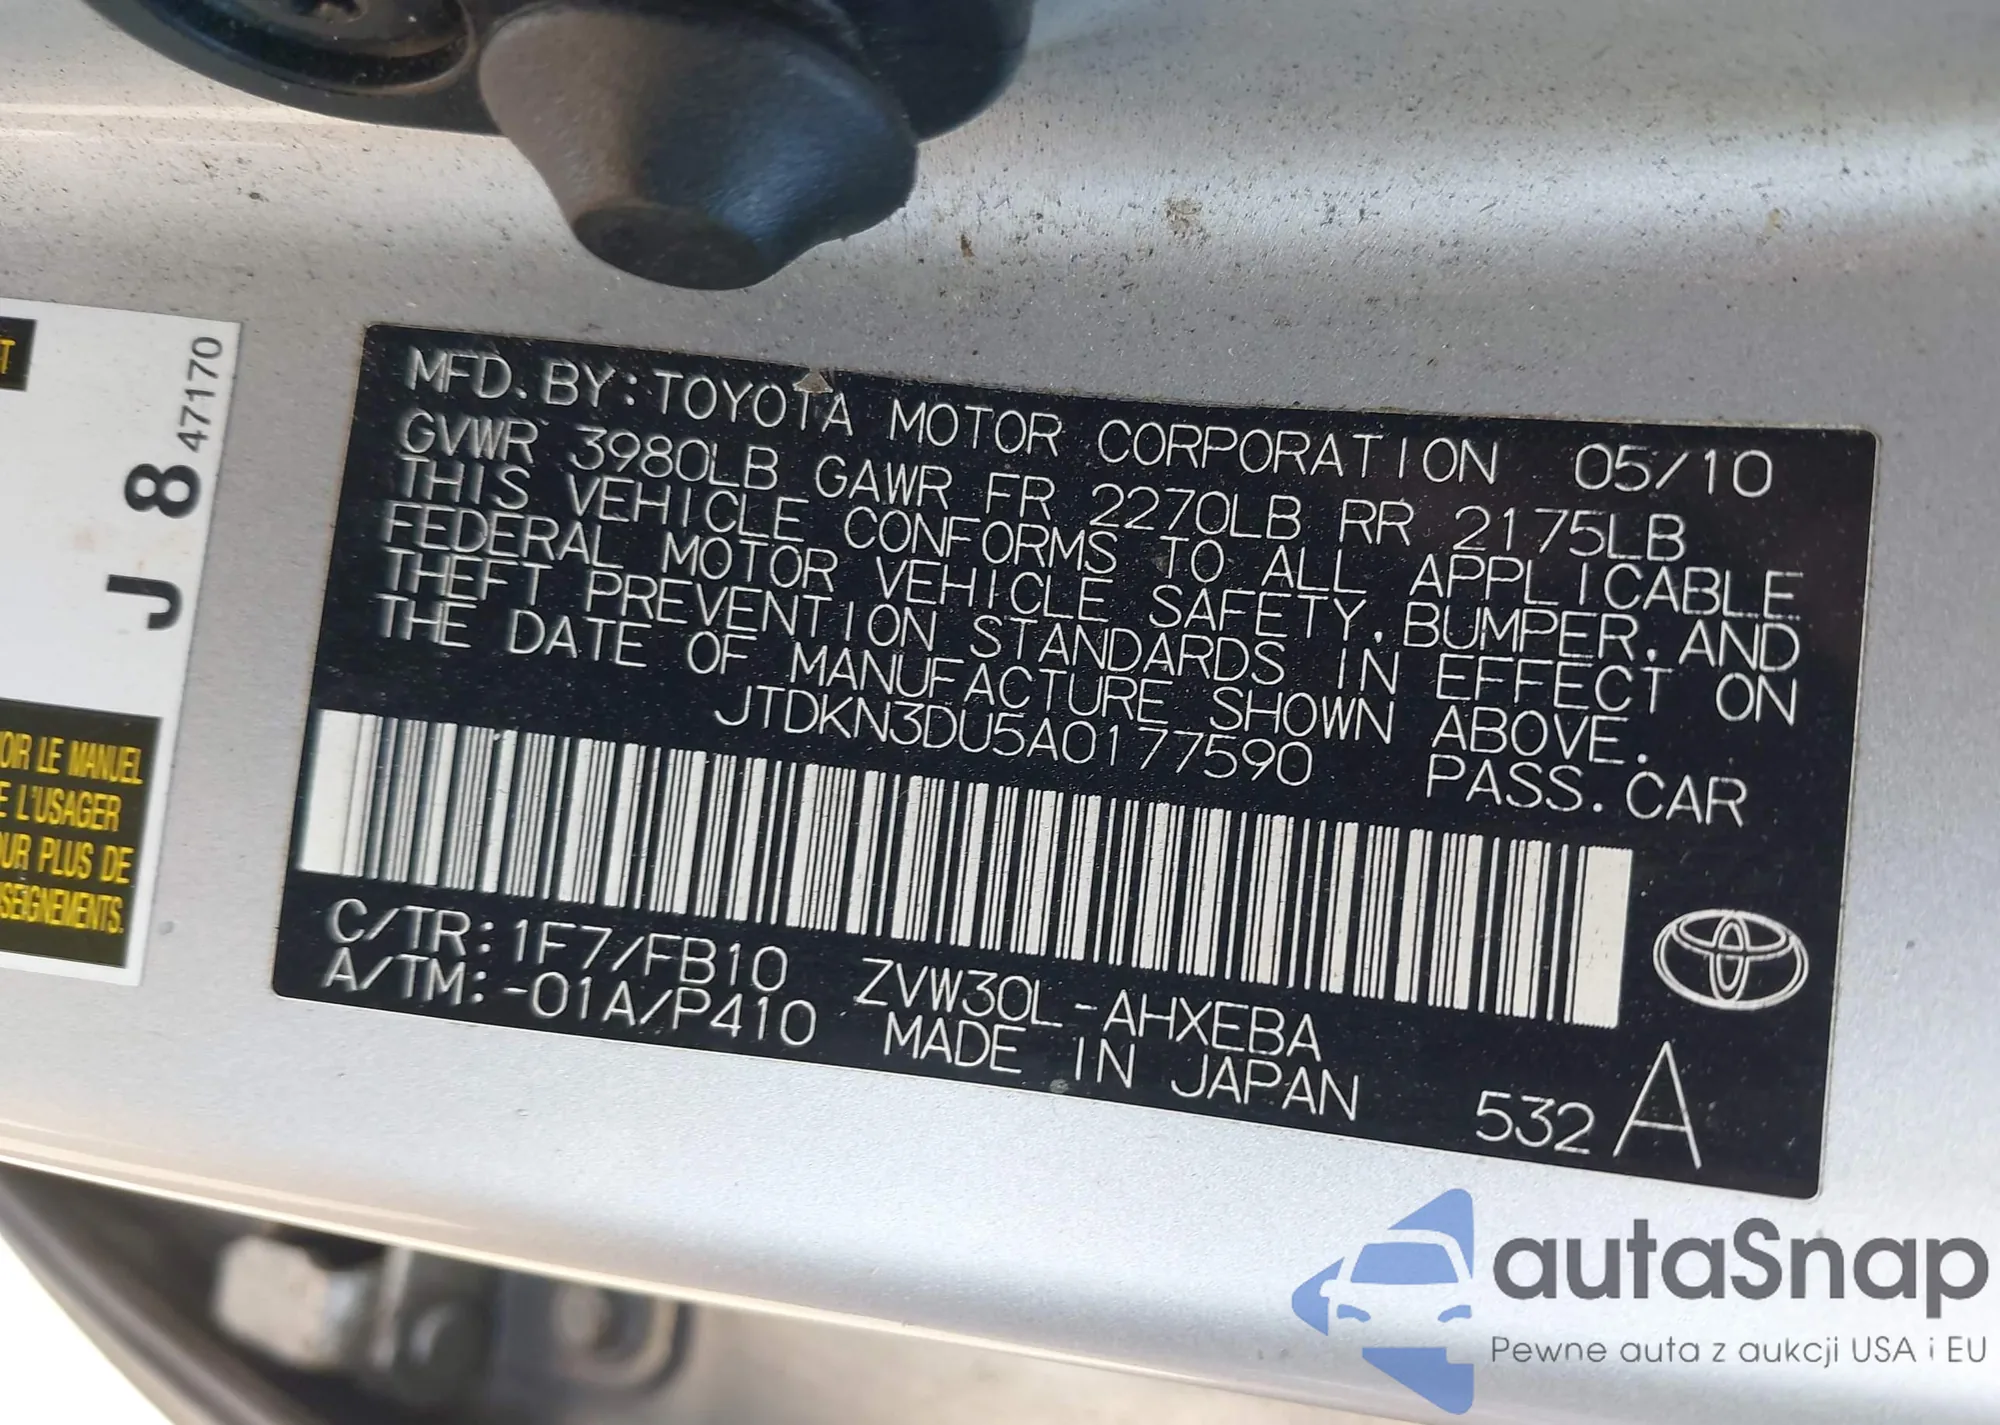 MFD. BY: TOYOTA MOTOR CORPORATION 05/10
GVWR 3980LB GAWR FR 2270LB RR 2175LB
THIS VEHICLE CONFORMS TO ALL APPLICABLE
FEDERAL MOTOR VEHICLE SAFETY, BUMPER, AND
THEFT PREVENTION STANDARDS IN EFFECT ON
THE DATE OF MANUFACTURE SHOWN ABOVE.
JTDKN3DU5A0177590 PASS. CAR
C/TR: 1F7/FB10 ZVW30L-AHXEBA
A/TM: -01A/P410 MADE IN JAPAN 532 A
J 8 47170
OIR LE MANUEL
E L'USAGER
UR PLUS DE
SEIGNEMENTS.
autaSnap
Pewne auta z aukcji USA i EU